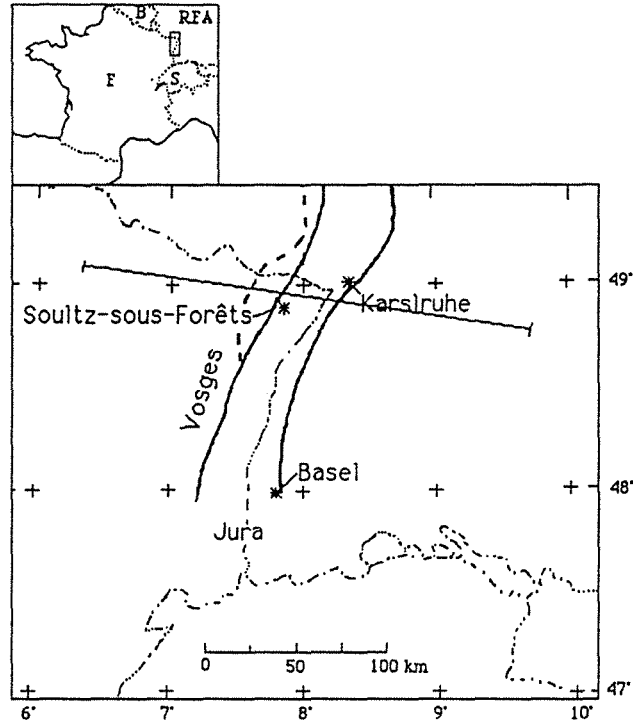 B
RFA
F
S
49°
Karslruhe
Soultz-sous-Forêts
Vosges
Basel
48°
Jura
0 50 100 km
47°
6° 7° 8° 9° 10°